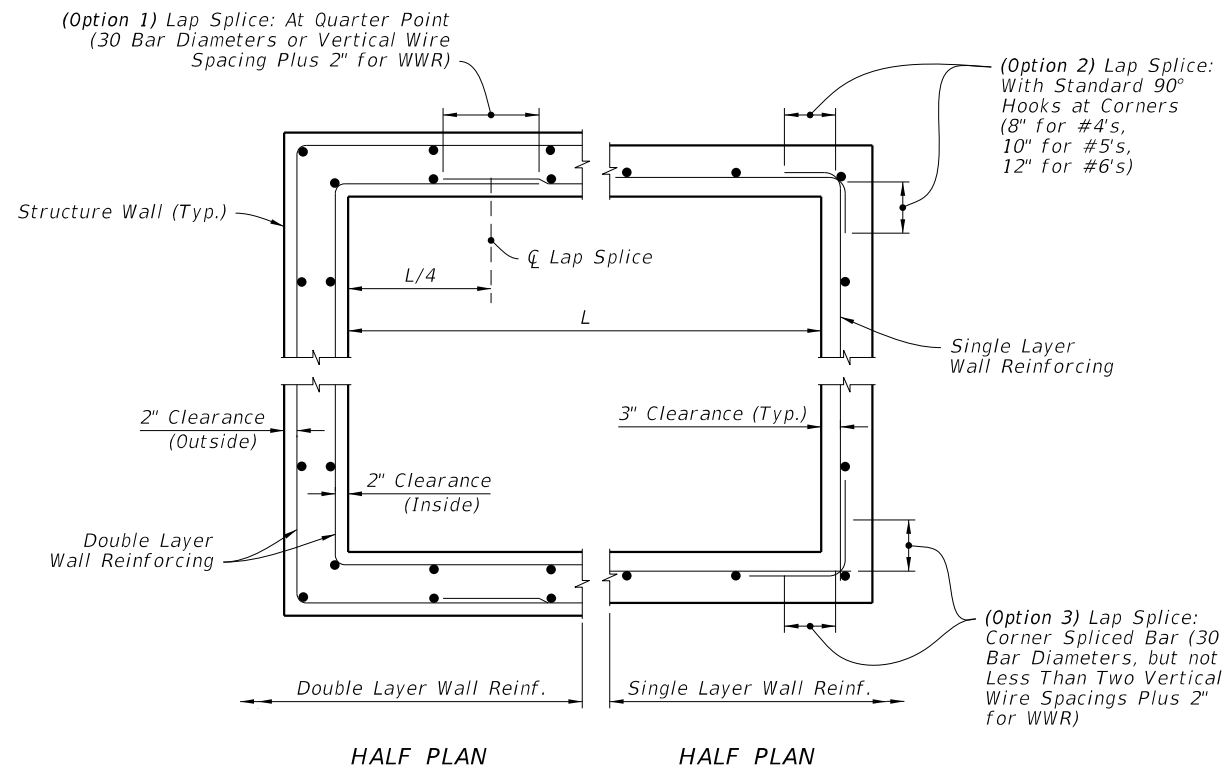 (Option 1) Lap Splice: At Quarter Point
(30 Bar Diameters or Vertical Wire
Spacing Plus 2" for WWR)
(Option 2) Lap Splice:
With Standard 90°
Hooks at Corners
(8" for #4's,
10" for #5's,
12" for #6's)
Structure Wall (Typ.)
℄ Lap Splice
L/4
L
Single Layer
Wall Reinforcing
2" Clearance
(Outside)
3" Clearance (Typ.)
2" Clearance
(Inside)
Double Layer
Wall Reinforcing
(Option 3) Lap Splice:
Corner Spliced Bar (30
Bar Diameters, but not
Less Than Two Vertical
Wire Spacings Plus 2"
for WWR)
Double Layer Wall Reinf.
Single Layer Wall Reinf.
HALF PLAN
HALF PLAN